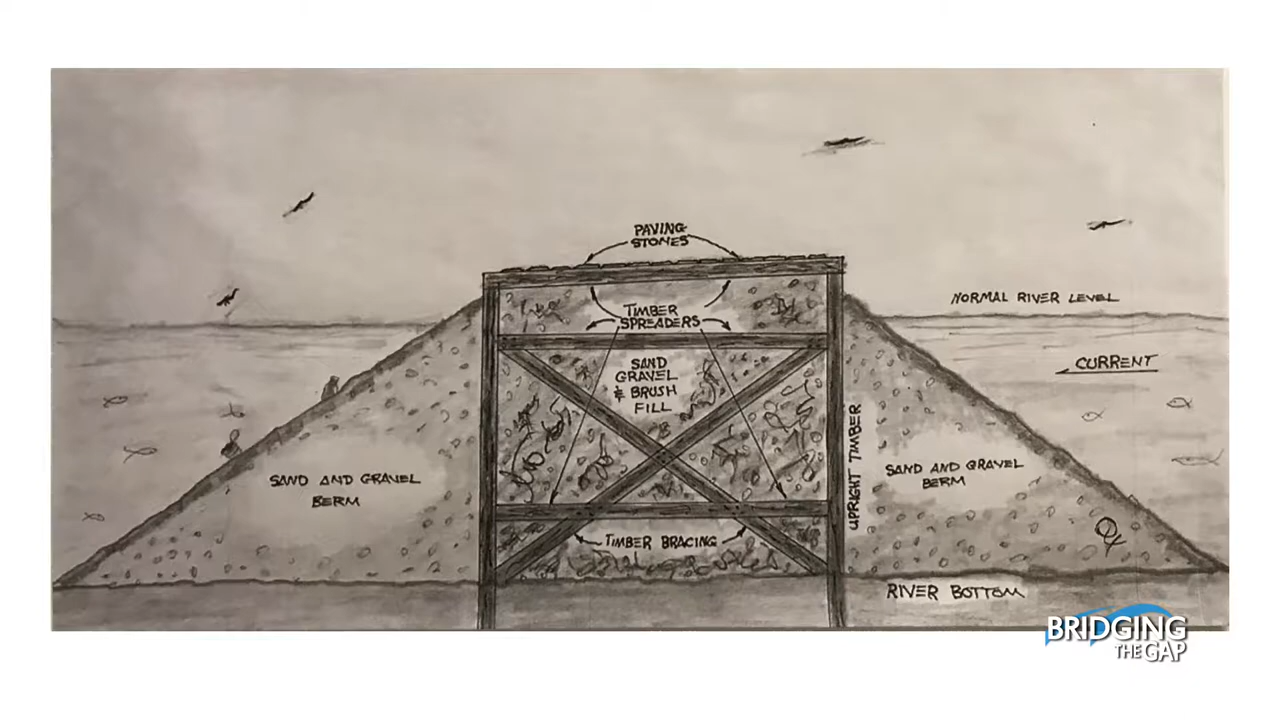 PAVING
STONES
NORMAL RIVER LEVEL
TIMBER
SPREADERS
CURRENT
SAND
GRAVEL
& BRUSH
FILL
UPRIGHT TIMBER
SAND AND GRAVEL
BERM
SAND AND GRAVEL
BERM
TIMBER BRACING
RIVER BOTTOM
BRIDGING
THE GAP